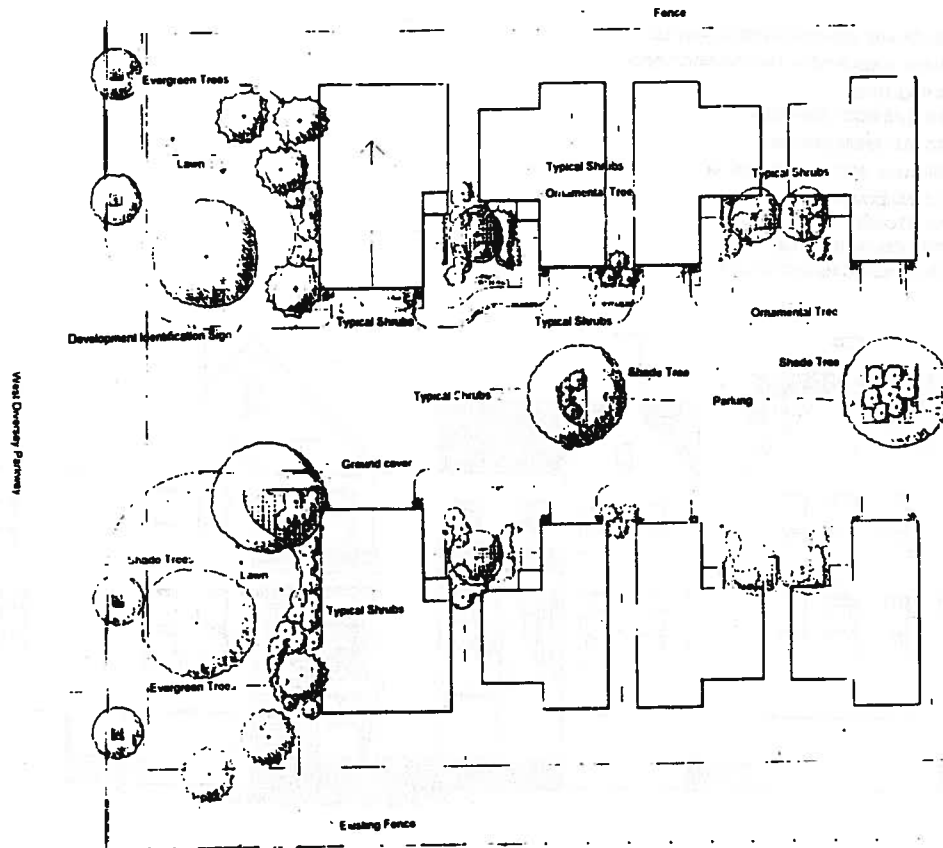 Fence
Evergreen Trees
Lawn
Typical Shrubs
Ornamental Tree
Typical Shrubs
Development Identification Sign
Typical Shrubs
Typical Shrubs
Ornamental Tree
Shade Tree
Shade Tree
Typical Shrubs
Parking
West Diversey Parkway
Ground cover
Shade Trees
Lawn
Typical Shrubs
Evergreen Trees
Existing Fence